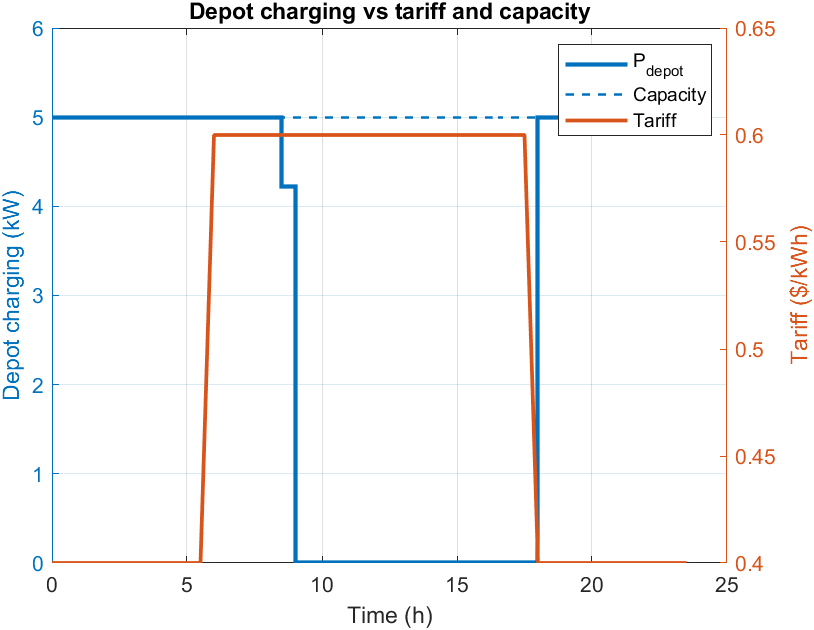 Depot charging vs tariff and capacity
6
5
4
3
2
1
0
Depot charging (kW)
P_depot
Capacity
Tariff
0.65
0.6
0.55
0.5
0.45
0.4
Tariff ($/kWh)
0
5
10
15
20
25
Time (h)